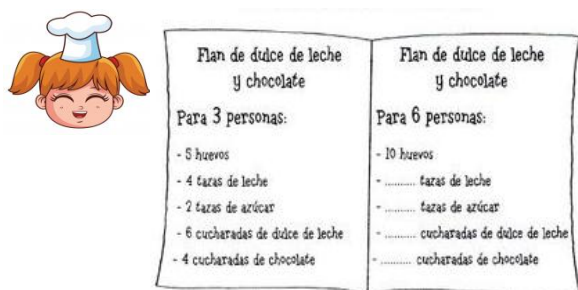 Flan de dulce de leche
y chocolate
Para 3 personas:
- 5 huevos
- 4 tazas de leche
- 2 tazas de azúcar
- 6 cucharadas de dulce de leche
- 4 cucharadas de chocolate
Flan de dulce de leche
y chocolate
Para 6 personas:
- 10 huevos
- .......... tazas de leche
- .......... tazas de azúcar
- .......... cucharadas de dulce de leche
- .......... cucharadas de chocolate